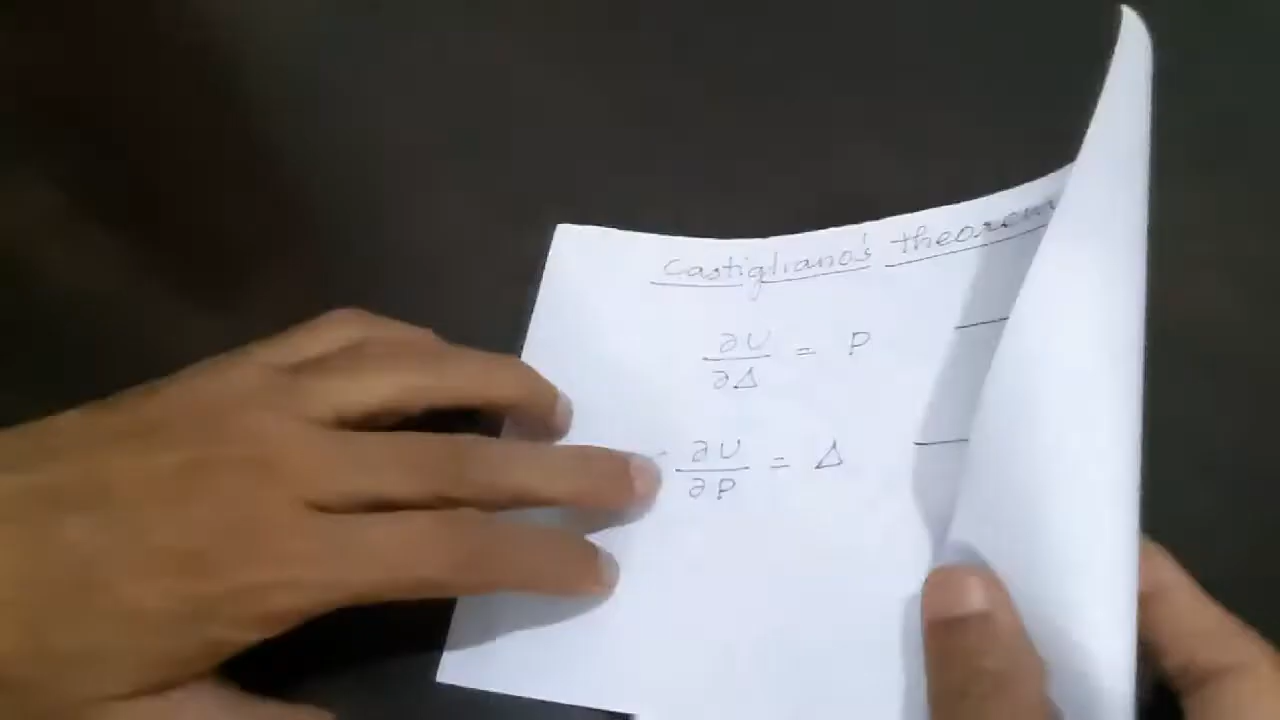 Castigliano's theorem
∂U/∂Δ = P
∂U/∂P = Δ